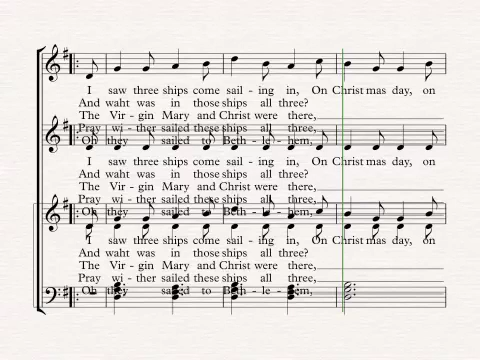 I saw three ships come sail - ing in, On Christ mas day, on
And waht was in those ships all three?
The Vir - gin Mary and Christ were there,
Pray wi - ther sailed these ships all three,
Oh they sailed to Beth - le - hem,
I saw three ships come sail - ing in, On Christ mas day, on
And waht was in those ships all three?
The Vir - gin Mary and Christ were there,
Pray wi - ther sailed these ships all three,
Oh they sailed to Beth - le - hem,
I saw three ships come sail - ing in, On Christ mas day, on
And waht was in those ships all three?
The Vir - gin Mary and Christ were there,
Pray wi - ther sailed these ships all three,
Oh they sailed to Beth - le - hem,